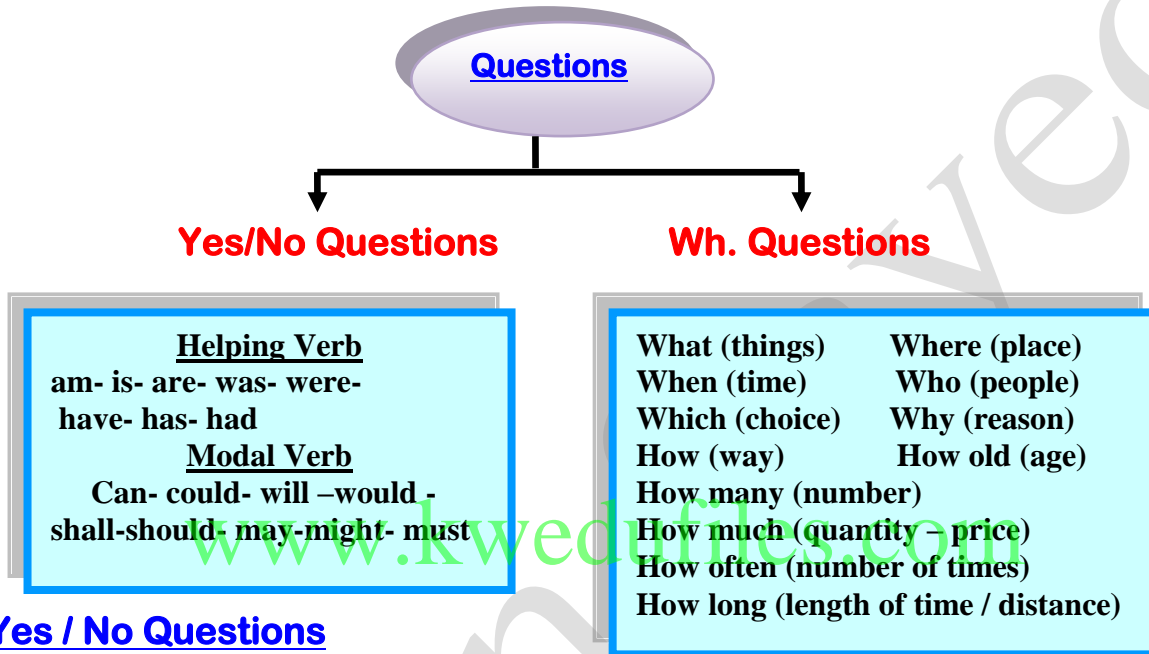 Questions
Yes/No Questions
Wh. Questions
Helping Verb
am- is- are- was- were-
have- has- had
Modal Verb
Can- could- will –would -
shall-should- may-might- must
What (things) Where (place)
When (time) Who (people)
Which (choice) Why (reason)
How (way) How old (age)
How many (number)
How much (quantity – price)
How often (number of times)
How long (length of time / distance)
www.kwedufiles.com
Yes / No Questions